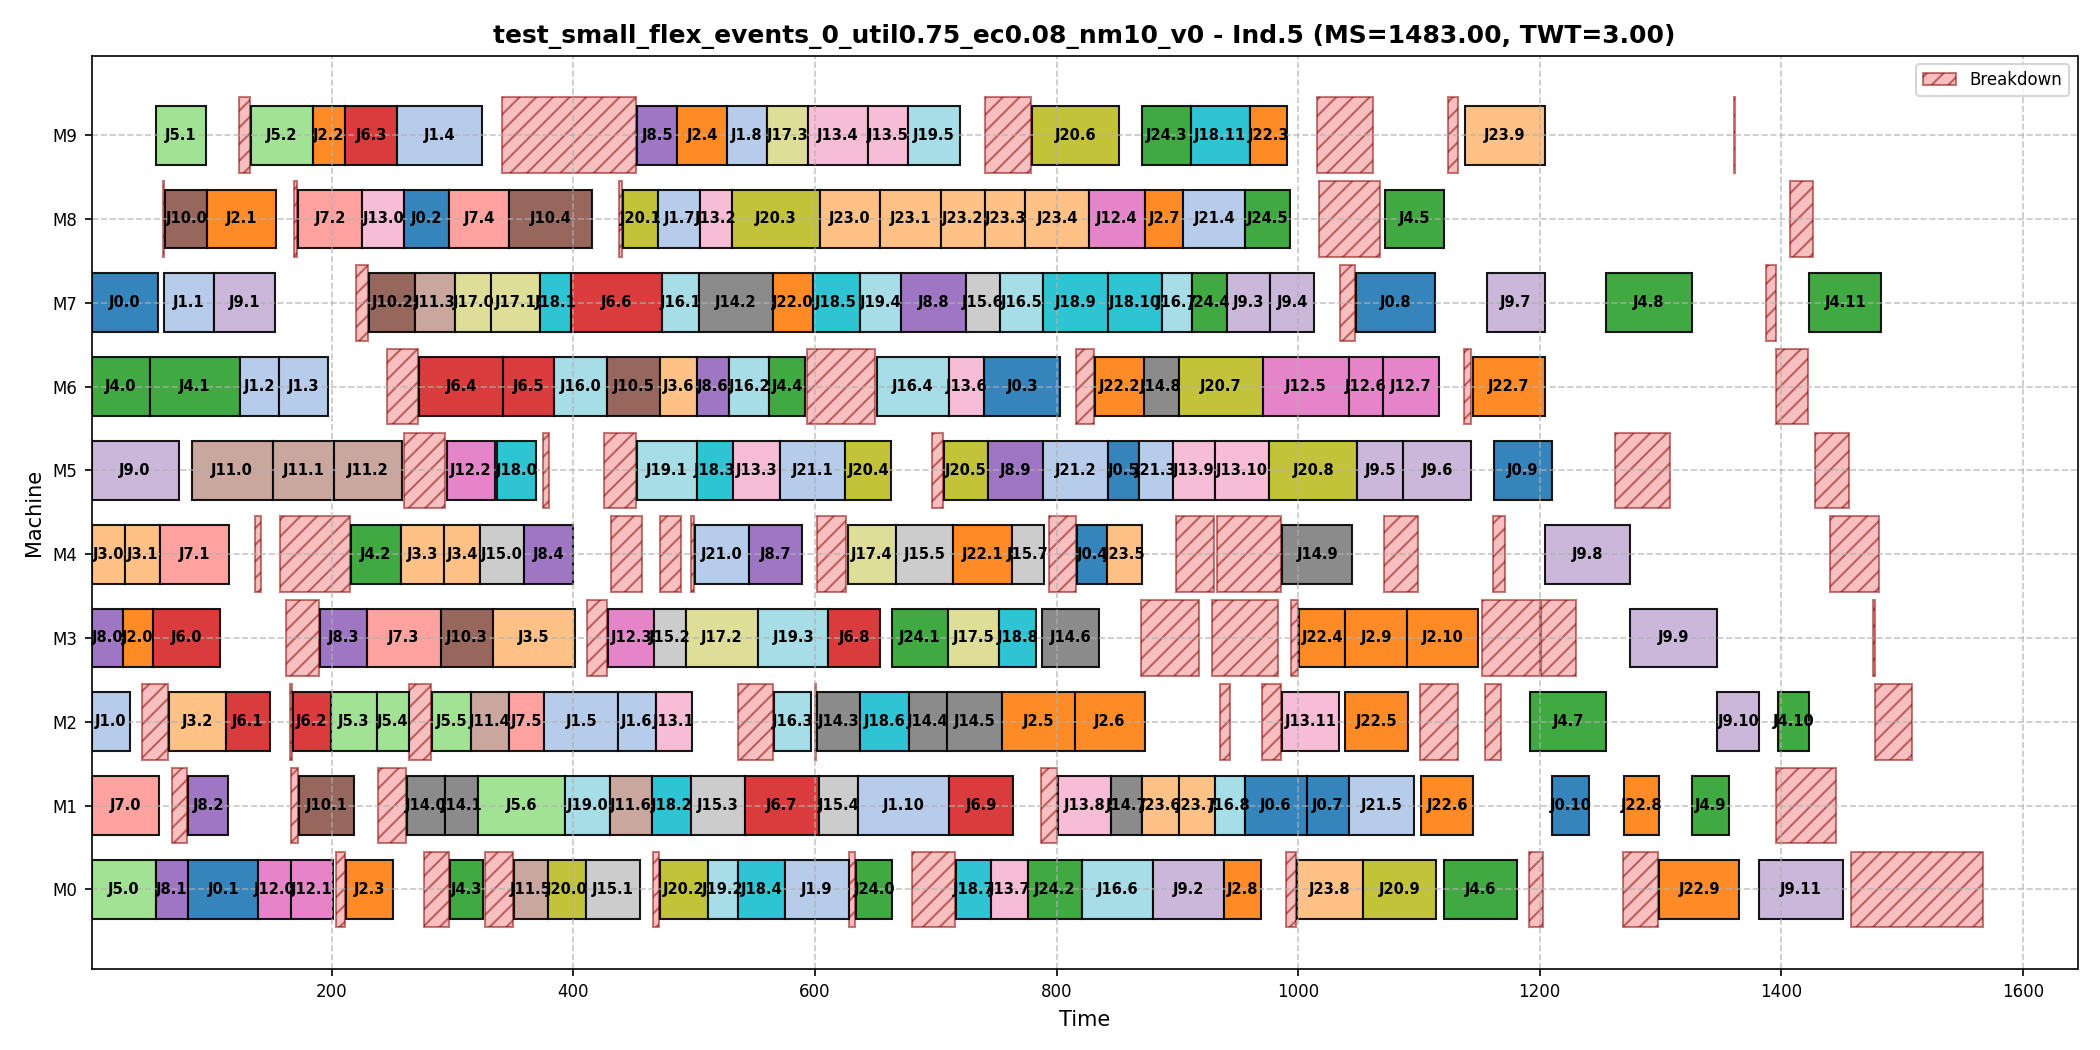 test_small_flex_events_0_util0.75_ec0.08_nm10_v0 - Ind.5 (MS=1483.00, TWT=3.00)
Breakdown
M9 J5.1 J5.2 J2.2 J6.3 J1.4 J8.5 J2.4 J1.8 J17.3 J13.4 J13.5 J19.5 J20.6 J24.3 J18.11 J22.3 J23.9
M8 J10.0 J2.1 J7.2 J13.0 J0.2 J7.4 J10.4 J20.1 J1.7 J13.2 J20.3 J23.0 J23.1 J23.2 J23.3 J23.4 J12.4 J2.7 J21.4 J24.5 J4.5
M7 J0.0 J1.1 J9.1 J10.2 J11.3 J17.0 J17.1 J18.1 J6.6 J16.1 J14.2 J22.0 J18.5 J19.4 J8.8 J15.6 J16.5 J18.9 J18.10 J16.7 J24.4 J9.3 J9.4 J0.8 J9.7 J4.8 J4.11
M6 J4.0 J4.1 J1.2 J1.3 J6.4 J6.5 J16.0 J10.5 J3.6 J8.6 J16.2 J4.4 J16.4 J13.6 J0.3 J22.2 J14.8 J20.7 J12.5 J12.6 J12.7 J22.7
M5 J9.0 J11.0 J11.1 J11.2 J12.2 J18.0 J19.1 J18.3 J13.3 J21.1 J20.4 J20.5 J8.9 J21.2 J0.5 J21.3 J13.9 J13.10 J20.8 J9.5 J9.6 J0.9
M4 J3.0 J3.1 J7.1 J4.2 J3.3 J3.4 J15.0 J8.4 J21.0 J8.7 J17.4 J15.5 J22.1 J15.7 J0.4 J23.5 J14.9 J9.8
M3 J8.0 J2.0 J6.0 J8.3 J7.3 J10.3 J3.5 J12.3 J15.2 J17.2 J19.3 J6.8 J24.1 J17.5 J18.8 J14.6 J22.4 J2.9 J2.10 J9.9
M2 J1.0 J3.2 J6.1 J6.2 J5.3 J5.4 J5.5 J11.4 J7.5 J1.5 J1.6 J13.1 J16.3 J14.3 J18.6 J14.4 J14.5 J2.5 J2.6 J13.11 J22.5 J4.7 J9.10 J4.10
M1 J7.0 J8.2 J10.1 J14.0 J14.1 J5.6 J19.0 J11.6 J18.2 J15.3 J6.7 J15.4 J1.10 J6.9 J13.8 J14.7 J23.6 J23.7 J16.8 J0.6 J0.7 J21.5 J22.6 J0.10 J22.8 J4.9
M0 J5.0 J8.1 J0.1 J12.0 J12.1 J2.3 J4.3 J11.5 J20.0 J15.1 J20.2 J19.2 J18.4 J1.9 J24.0 J18.7 J13.7 J24.2 J16.6 J9.2 J2.8 J23.8 J20.9 J4.6 J22.9 J9.11
Machine
200 400 600 800 1000 1200 1400 1600
Time